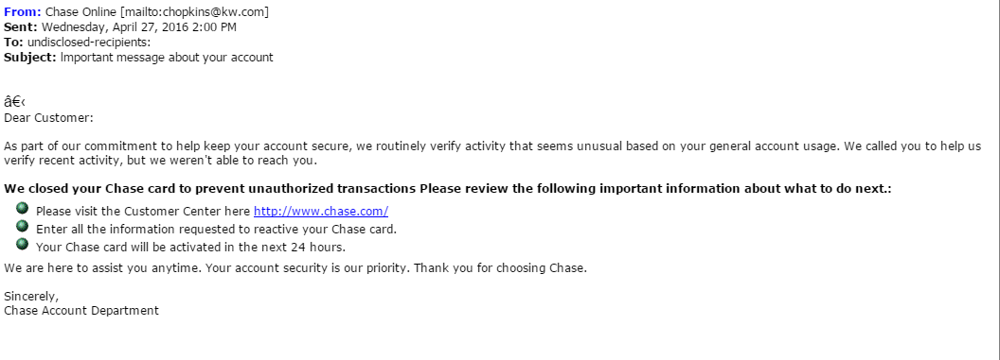 From: Chase Online [mailto:chopkins@kw.com]
Sent: Wednesday, April 27, 2016 2:00 PM
To: undisclosed-recipients:
Subject: Important message about your account
â€‹
Dear Customer:
As part of our commitment to help keep your account secure, we routinely verify activity that seems unusual based on your general account usage. We called you to help us
verify recent activity, but we weren't able to reach you.
We closed your Chase card to prevent unauthorized transactions Please review the following important information about what to do next.:
Please visit the Customer Center here http://www.chase.com/
Enter all the information requested to reactive your Chase card.
Your Chase card will be activated in the next 24 hours.
We are here to assist you anytime. Your account security is our priority. Thank you for choosing Chase.
Sincerely,
Chase Account Department